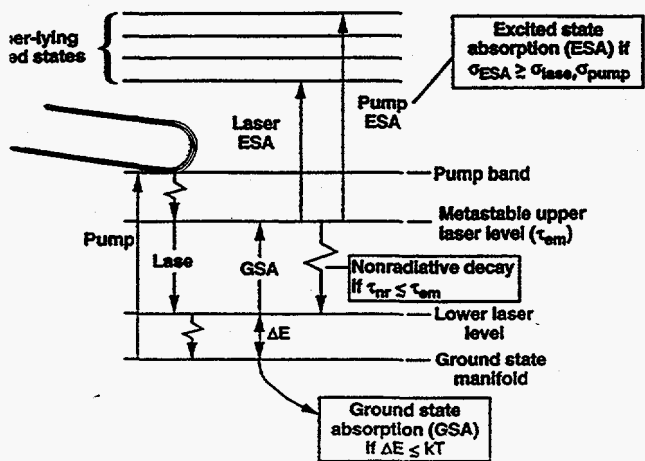 states
Excited state
absorption (ESA) if
σESA ≥ σlase, σpump
Laser
ESA
Pump
ESA
Pump band
Metastable upper
laser level (τem)
Pump
Lase
GSA
Nonradiative decay
if τnr ≤ τem
Lower laser
level
ΔE
Ground state
manifold
Ground state
absorption (GSA)
if ΔE ≤ KT